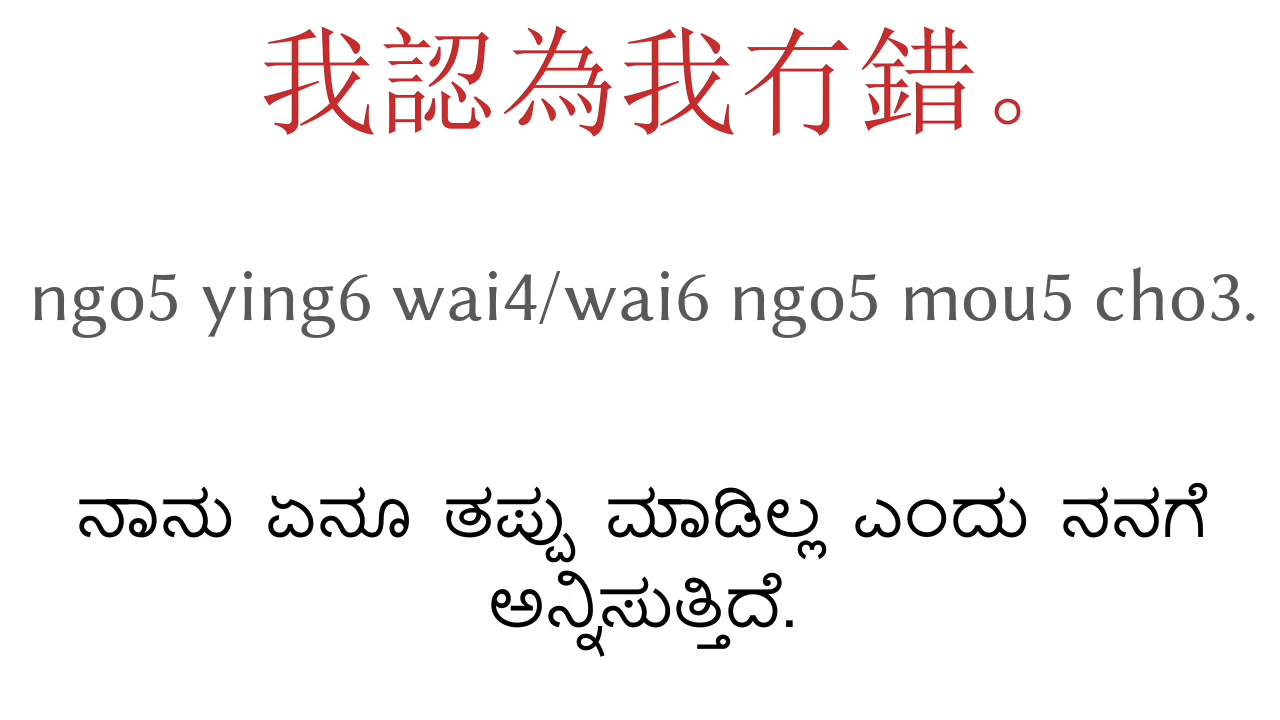 我認為我冇錯。
ngo5 ying6 wai4/wai6 ngo5 mou5 cho3.
ನಾನು ಏನೂ ತಪ್ಪು ಮಾಡಿಲ್ಲ ಎಂದು ನನಗೆ
ಅನ್ನಿಸುತ್ತಿದೆ.